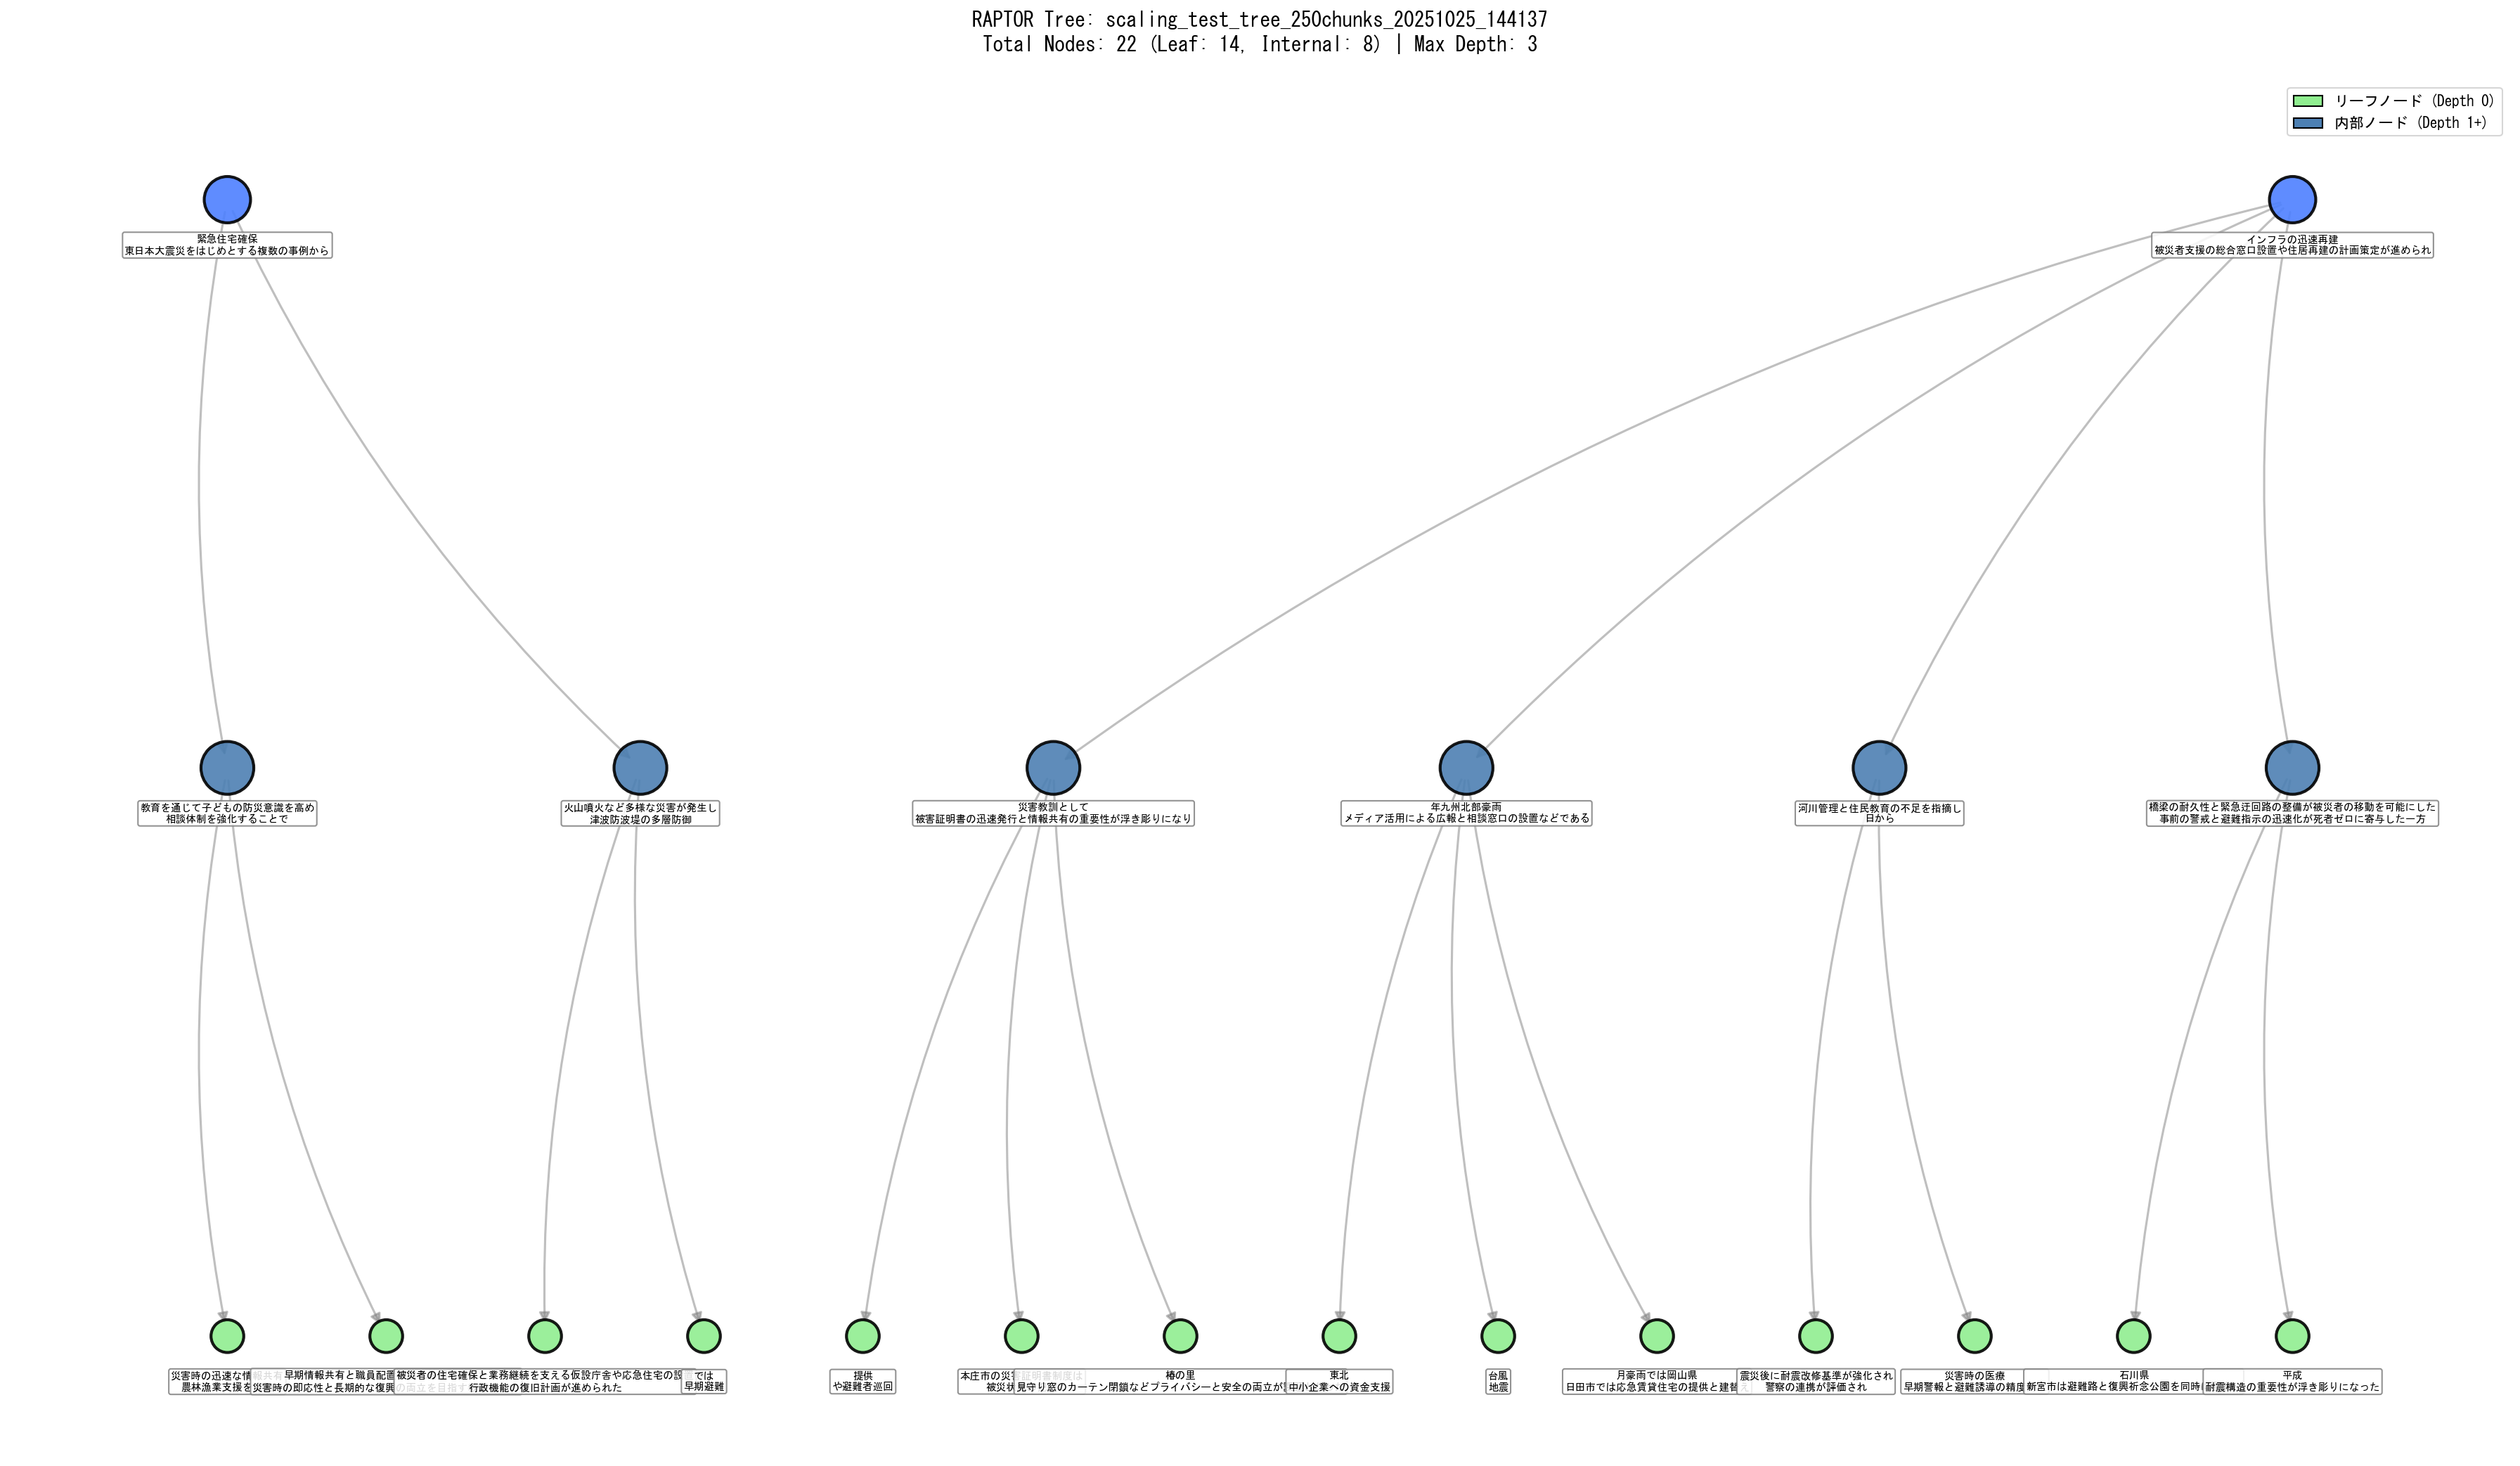 RAPTOR Tree: scaling_test_tree_250chunks_20251025_144137
Total Nodes: 22 (Leaf: 14, Internal: 8) | Max Depth: 3
リーフノード (Depth 0)
内部ノード (Depth 1+)
緊急住宅確保
東日本大震災をはじめとする複数の事例から
インフラの迅速再建
被災者支援の総合窓口設置や住居再建の計画策定が進められ
教育を通じて子どもの防災意識を高め
相談体制を強化することで
火山噴火など多様な災害が発生し
津波防波堤の多層防御
災害教訓として
被害証明書の迅速発行と情報共有の重要性が浮き彫りになり
年九州北部豪雨
メディア活用による広報と相談窓口の設置などである
河川管理と住民教育の不足を指摘し
日から
橋梁の耐久性と緊急迂回路の整備が被災者の移動を可能にした
事前の警戒と避難指示の迅速化が死者ゼロに寄与した一方
災害時の迅速な情報共有
農林漁業支援を
早期情報共有と職員配置
災害時の即応性と長期的な復興の両立を目指す
被災者の住宅確保と業務継続を支える仮設庁舎や応急住宅の設
行政機能の復旧計画が進められた
では
早期避難
提供
や避難者巡回
本庄市の災害証明書制度は
被災
椿の里
見守り窓のカーテン閉鎖などプライバシーと安全の両立が
東北
中小企業への資金支援
台風
地震
月豪雨では岡山県
日田市では応急賃貸住宅の提供と建替え
震災後に耐震改修基準が強化され
警察の連携が評価され
災害時の医療
早期警報と避難誘導の精度
石川県
新宮市は避難路と復興祈念公園を同時
平成
耐震構造の重要性が浮き彫りになった